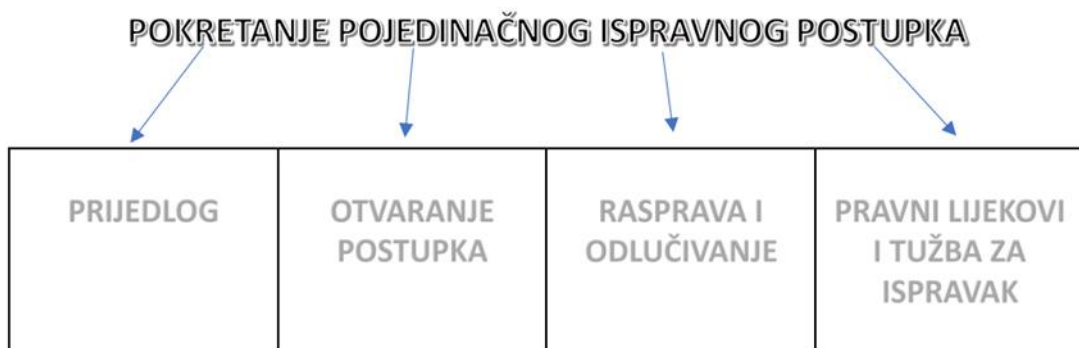 POKRETANJE POJEDINAČNOG ISPRAVNOG POSTUPKA
PRIJEDLOG
OTVARANJE
POSTUPKA
RASPRAVA I
ODLUČIVANJE
PRAVNI LIJEKOVI
I TUŽBA ZA
ISPRAVAK